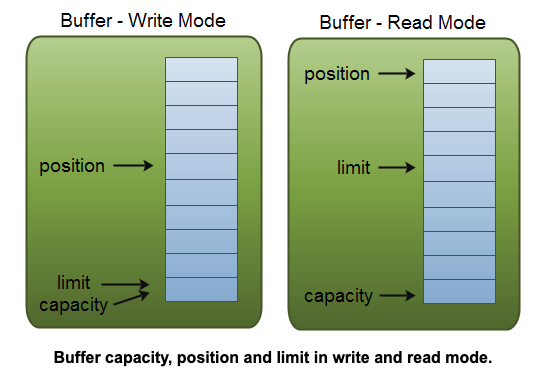 Buffer - Write Mode
position
limit
capacity
Buffer - Read Mode
position
limit
capacity
Buffer capacity, position and limit in write and read mode.